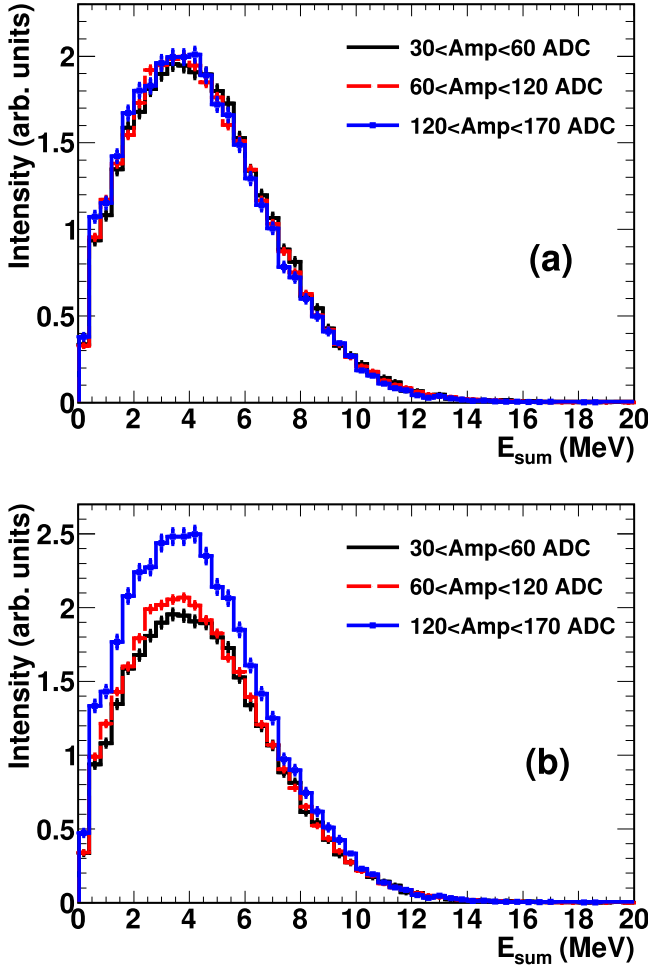 Intensity (arb. units)
2
1.5
1
0.5
0
30<Amp<60 ADC
60<Amp<120 ADC
120<Amp<170 ADC
(a)
0 2 4 6 8 10 12 14 16 18 20
E_sum (MeV)
Intensity (arb. units)
2.5
2
1.5
1
0.5
0
30<Amp<60 ADC
60<Amp<120 ADC
120<Amp<170 ADC
(b)
0 2 4 6 8 10 12 14 16 18 20
E_sum (MeV)